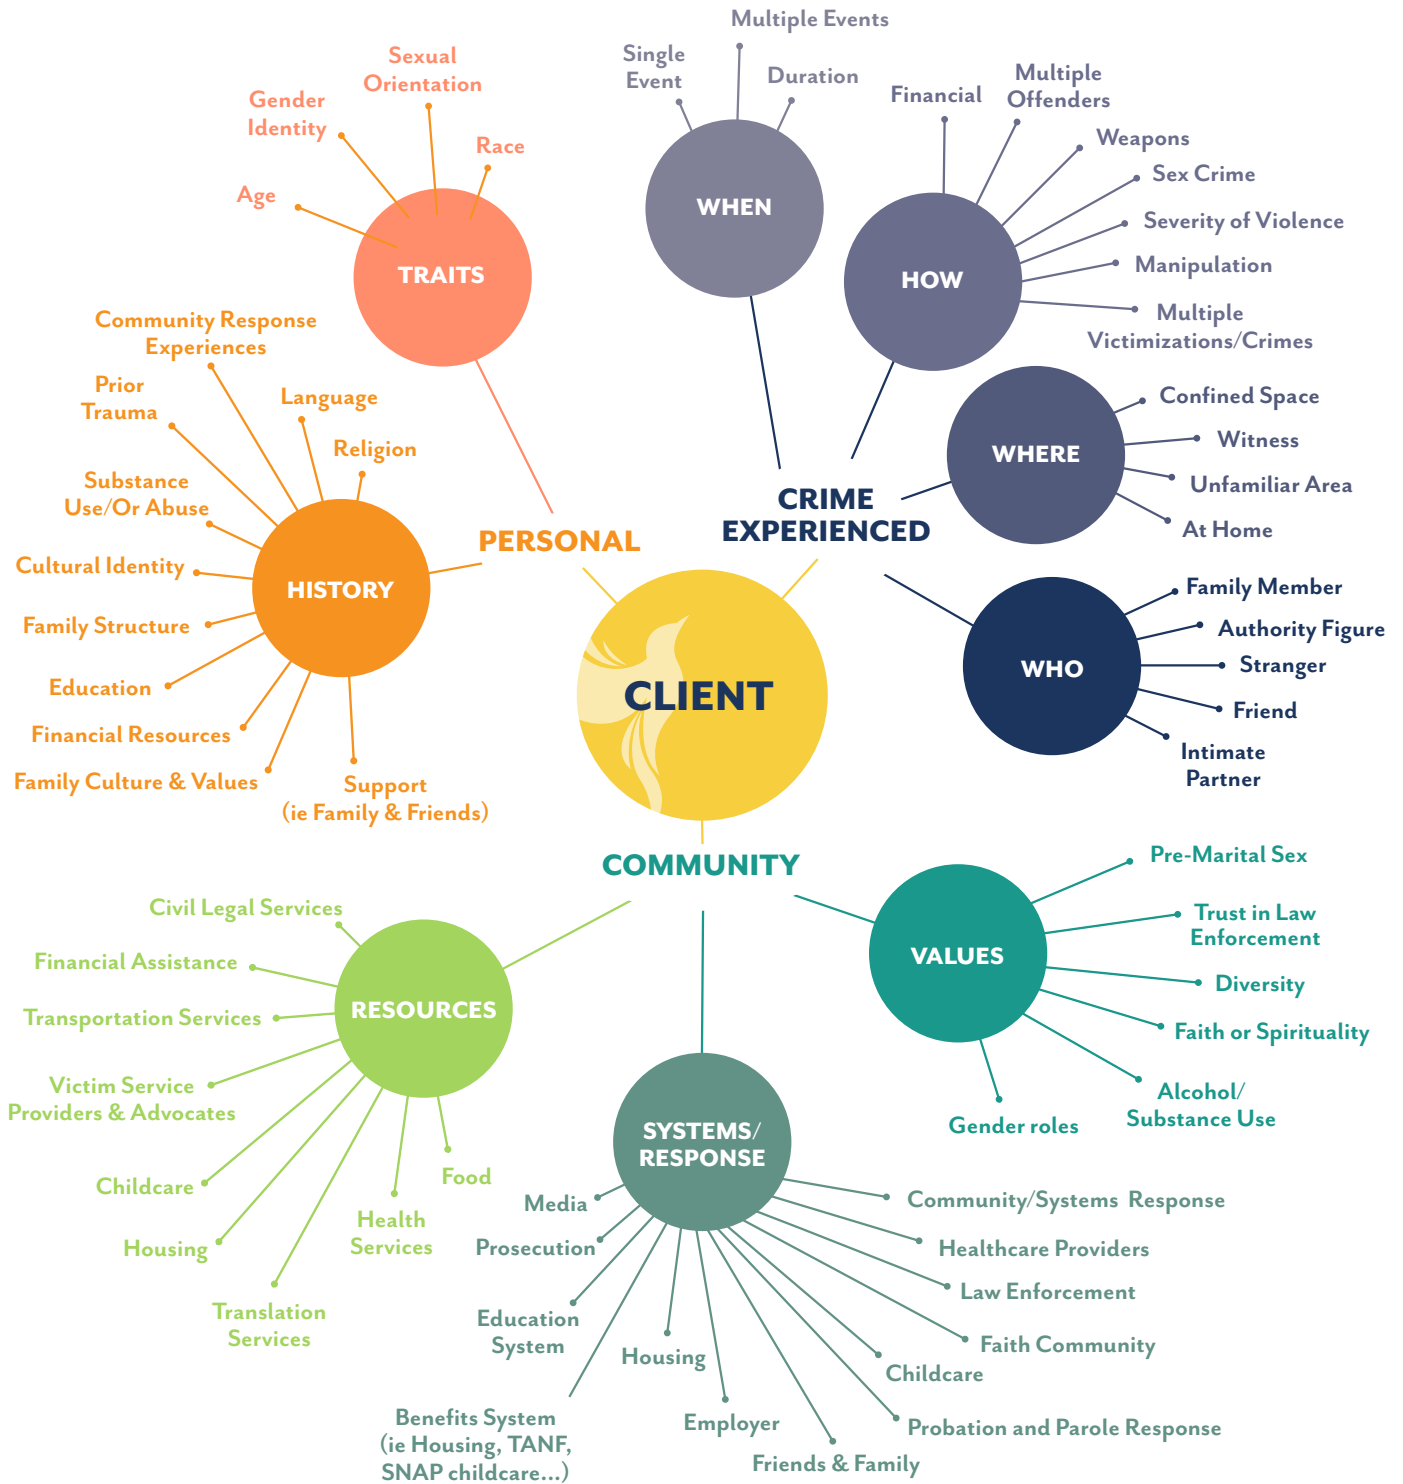 Multiple Events
Single
Event
Duration
Sexual
Orientation
Gender
Identity
Race
Age
TRAITS
WHEN
Financial
Multiple
Offenders
Weapons
Sex Crime
Severity of Violence
Manipulation
Multiple
Victimizations/Crimes
HOW
Community Response
Experiences
Prior
Trauma
Language
Religion
Substance
Use/Or Abuse
Cultural Identity
Family Structure
Education
Financial Resources
Family Culture & Values
Support
(ie Family & Friends)
HISTORY
PERSONAL
CRIME
EXPERIENCED
WHERE
Confined Space
Witness
Unfamiliar Area
At Home
WHO
Family Member
Authority Figure
Stranger
Friend
Intimate
Partner
CLIENT
COMMUNITY
Civil Legal Services
Financial Assistance
Transportation Services
Victim Service
Providers & Advocates
Childcare
Housing
Translation
Services
Health
Services
Food
RESOURCES
VALUES
Pre-Marital Sex
Trust in Law
Enforcement
Diversity
Faith or Spirituality
Alcohol/
Substance Use
Gender roles
SYSTEMS/
RESPONSE
Media
Prosecution
Education
System
Benefits System
(ie Housing, TANF,
SNAP childcare...)
Housing
Employer
Friends & Family
Probation and Parole Response
Childcare
Faith Community
Law Enforcement
Healthcare Providers
Community/Systems Response